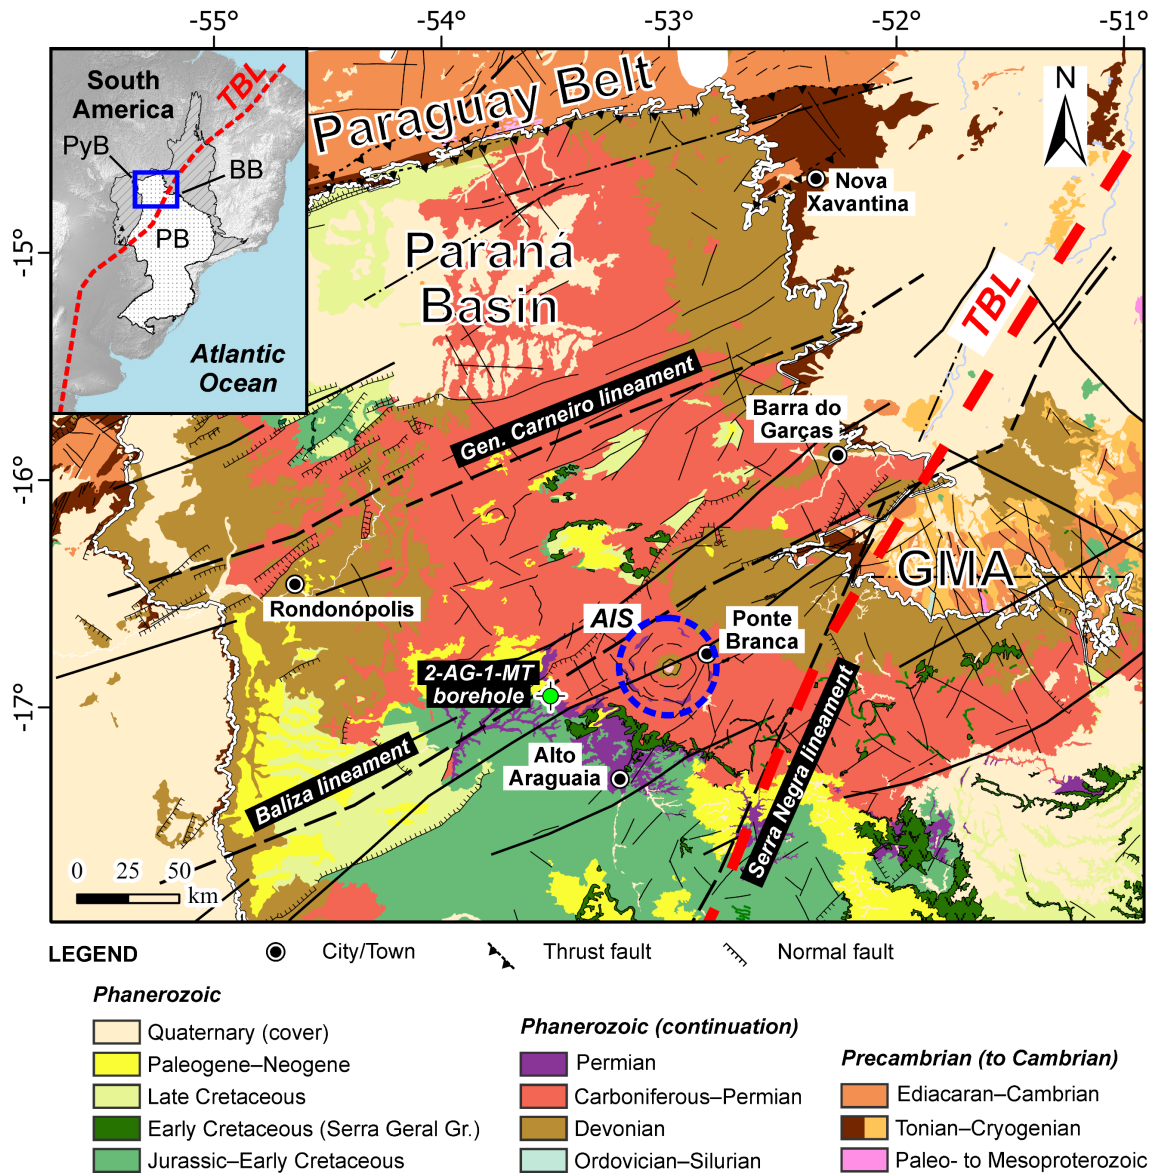 -55°
-54°
-53°
-52°
-51°
South
America
TBL
PyB
BB
PB
Atlantic
Ocean
Paraguay Belt
N
Nova
Xavantina
-15°
Paraná
Basin
TBL
Gen. Carneiro lineament
Barra do
Garças
-16°
GMA
Rondonópolis
AIS
Ponte
Branca
2-AG-1-MT
borehole
-17°
Alto
Araguaia
Baliza lineament
Serra Negra lineament
0 25 50
km
LEGEND
City/Town
Thrust fault
Normal fault
Phanerozoic
Quaternary (cover)
Paleogene–Neogene
Late Cretaceous
Early Cretaceous (Serra Geral Gr.)
Jurassic–Early Cretaceous
Phanerozoic (continuation)
Permian
Carboniferous–Permian
Devonian
Ordovician–Silurian
Precambrian (to Cambrian)
Ediacaran–Cambrian
Tonian–Cryogenian
Paleo- to Mesoproterozoic